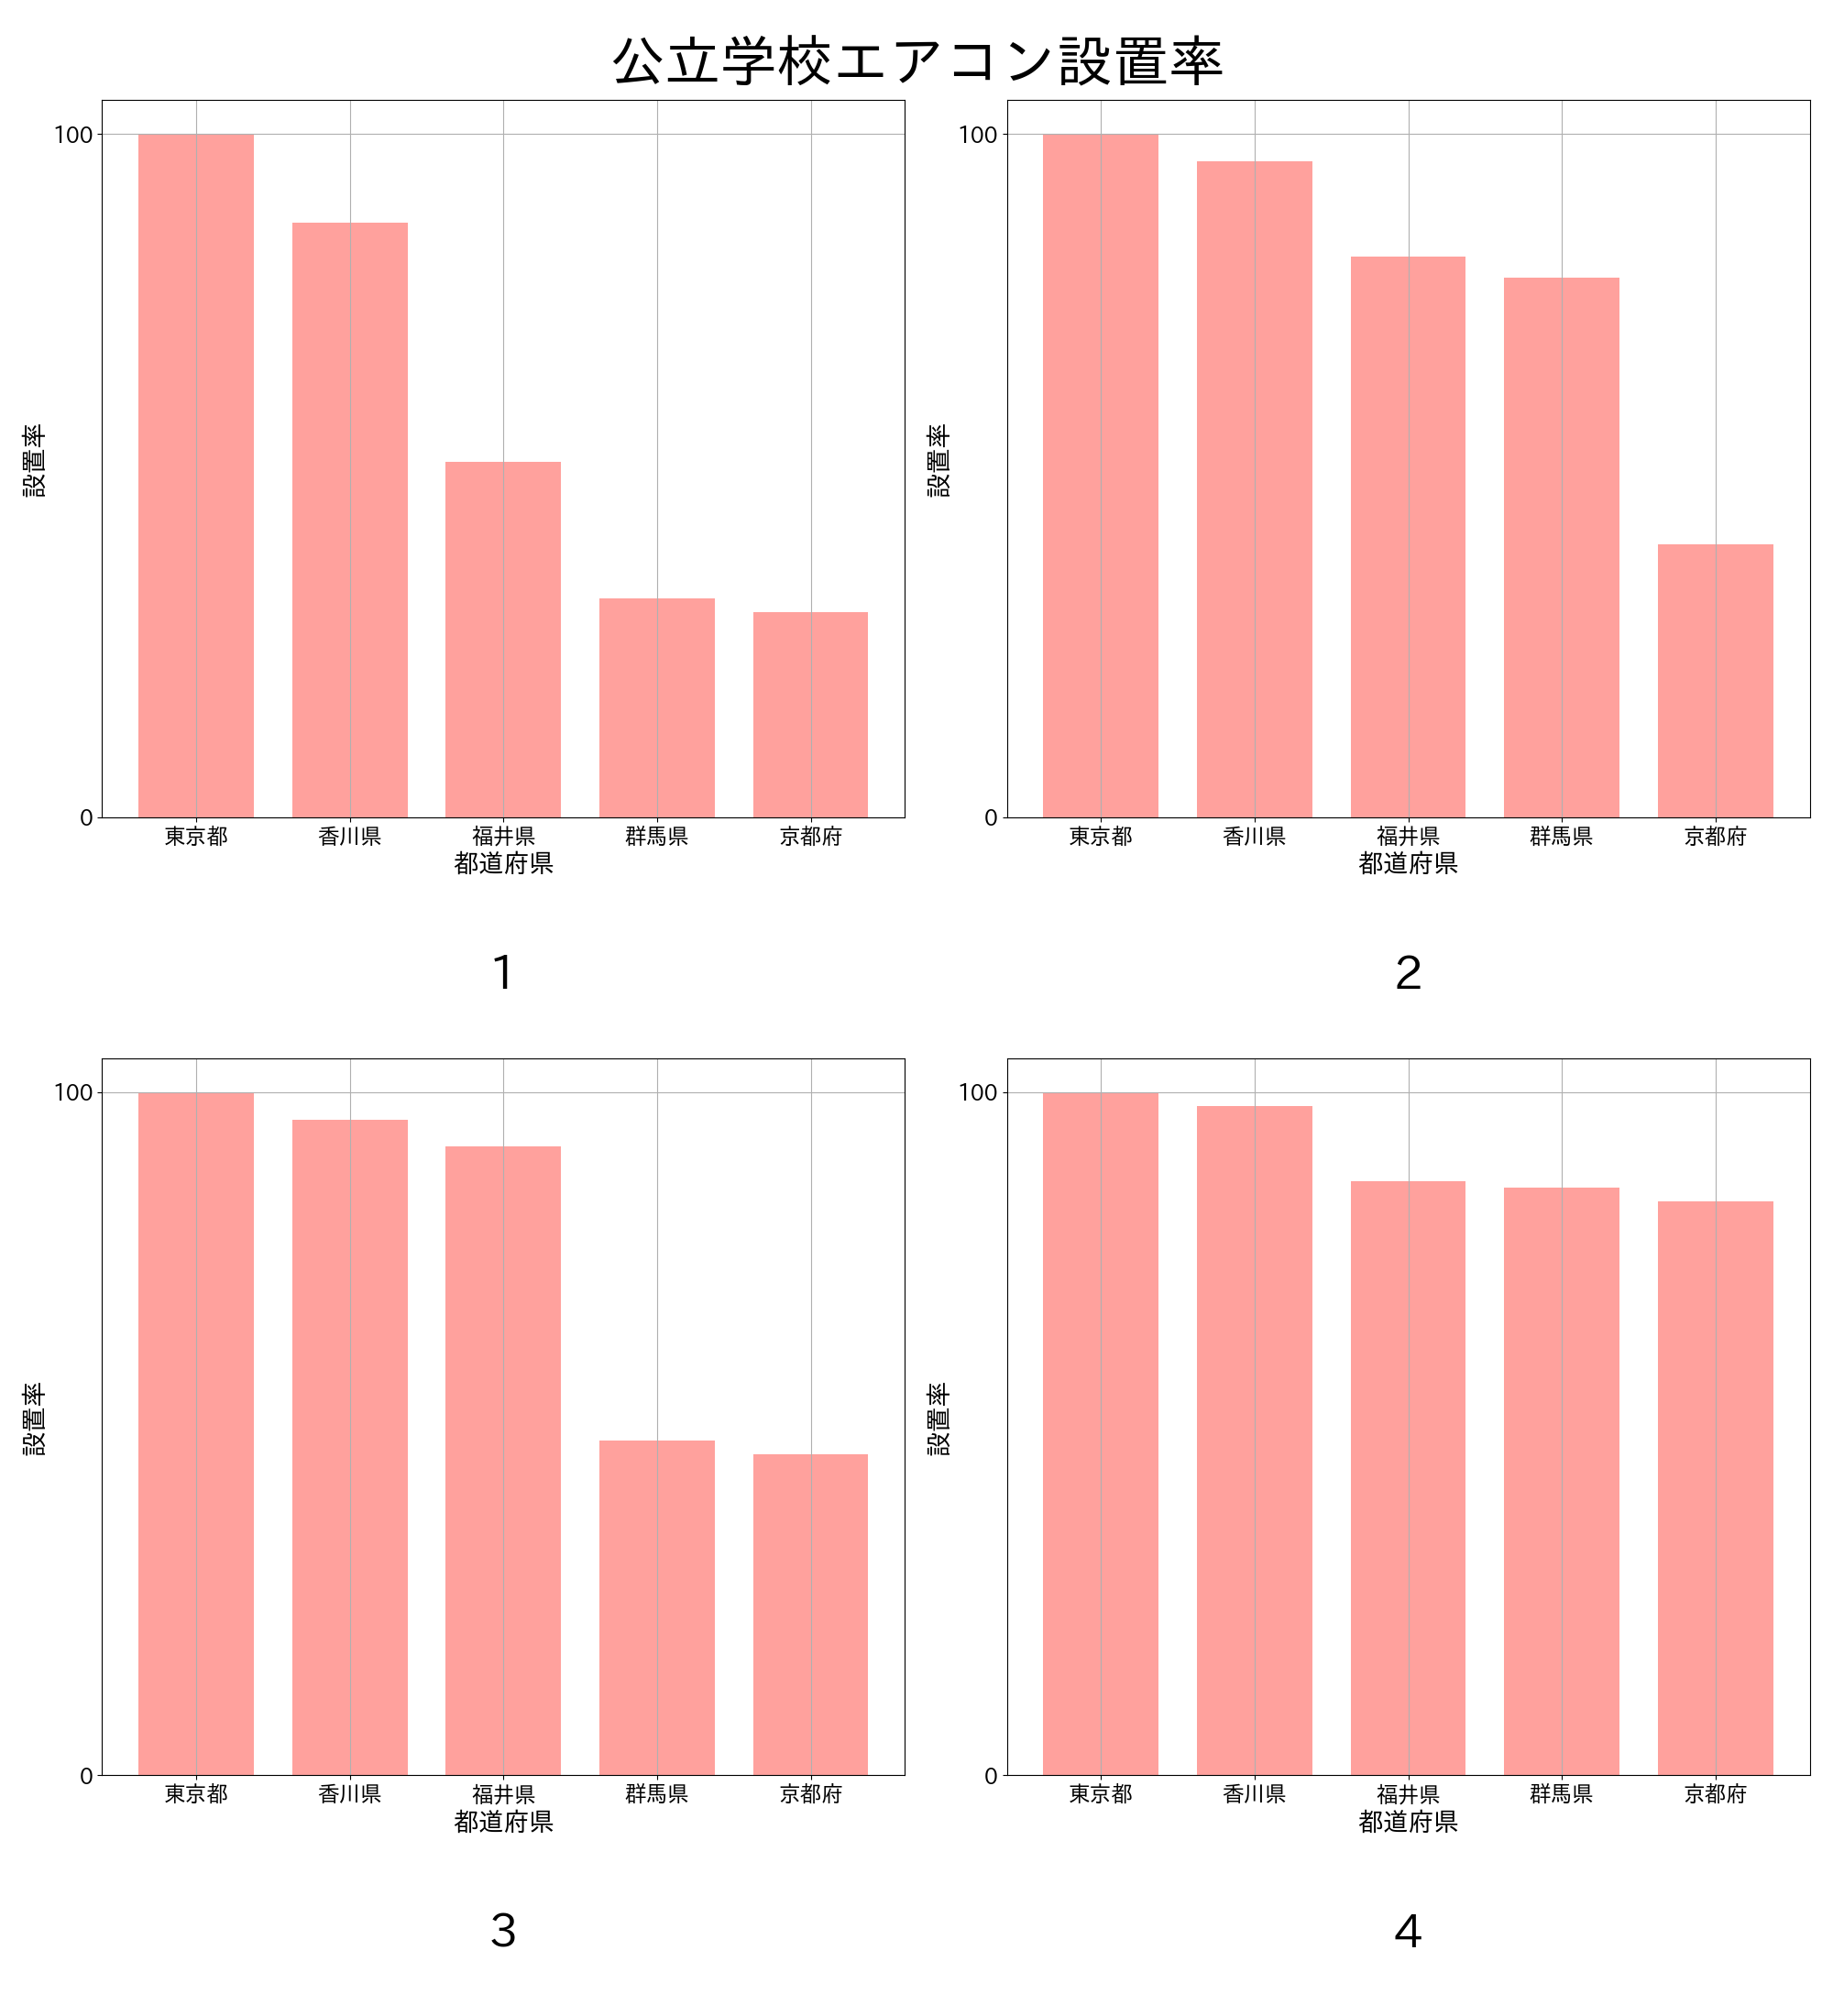 公立学校エアコン設置率
100
0
設置率
東京都 香川県 福井県 群馬県 京都府
都道府県
1
100
0
設置率
東京都 香川県 福井県 群馬県 京都府
都道府県
2
100
0
設置率
東京都 香川県 福井県 群馬県 京都府
都道府県
3
100
0
設置率
東京都 香川県 福井県 群馬県 京都府
都道府県
4